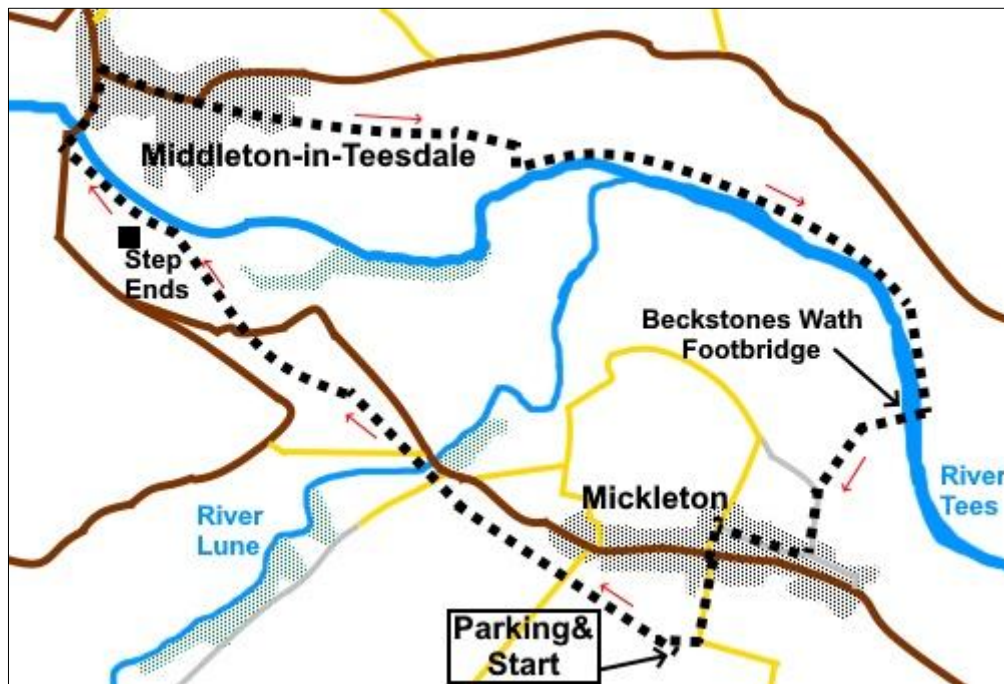 Middleton-in-Teesdale
Step
Ends
Beckstones Wath
Footbridge
River
Tees
Mickleton
River
Lune
Parking&
Start